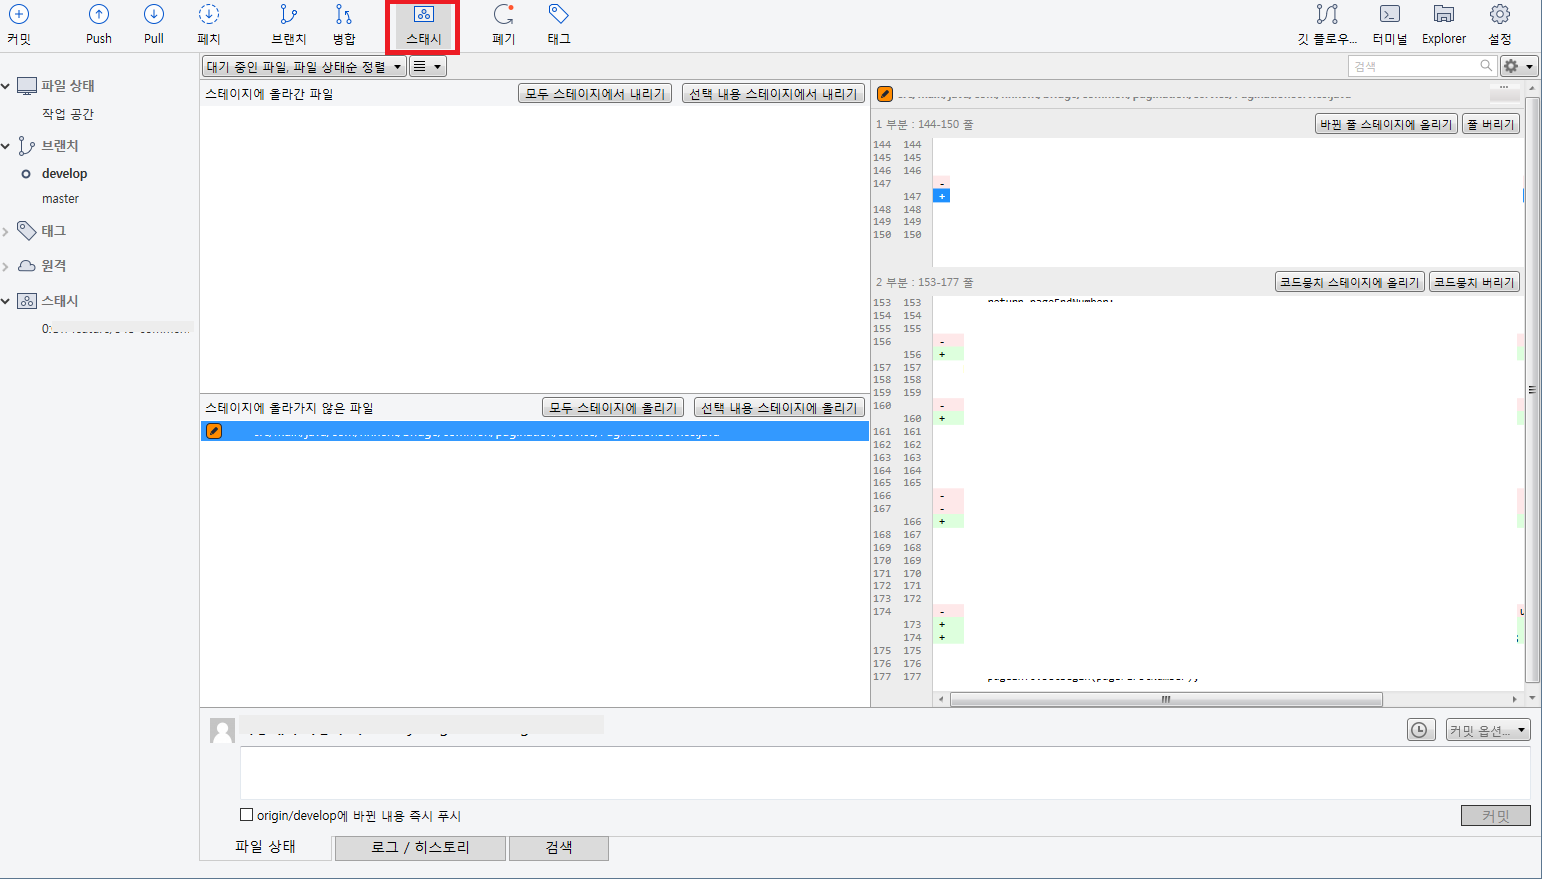 커밋 Push Pull 페치 브랜치 병합 스태시 폐기 태그 깃 플로우... 터미널 Explorer 설정
파일 상태
작업 공간
브랜치
develop
master
태그
원격
스태시
대기 중인 파일, 파일 상태순 정렬
검색
스테이지에 올라간 파일 모두 스테이지에서 내리기 선택 내용 스테이지에서 내리기
스테이지에 올라가지 않은 파일 모두 스테이지에 올리기 선택 내용 스테이지에 올리기
1 부분 : 144-150 줄 바뀐 줄 스테이지에 올리기 줄 버리기
144 144
145 145
146 146
147 -
147 +
148 148
149 149
150 150
2 부분 : 153-177 줄 코드뭉치 스테이지에 올리기 코드뭉치 버리기
153 153 return pageEndNumber;
154 154
155 155
156 -
156 +
157 157
158 158
159 159
160 -
160 +
161 161
162 162
163 163
164 164
165 165
166 -
167 -
166 +
168 167
169 168
170 169
171 170
172 171
173 172
174 -
173 +
174 +
175 175
176 176
177 177
커밋 옵션...
origin/develop에 바뀐 내용 즉시 푸시
커밋
파일 상태 로그 / 히스토리 검색